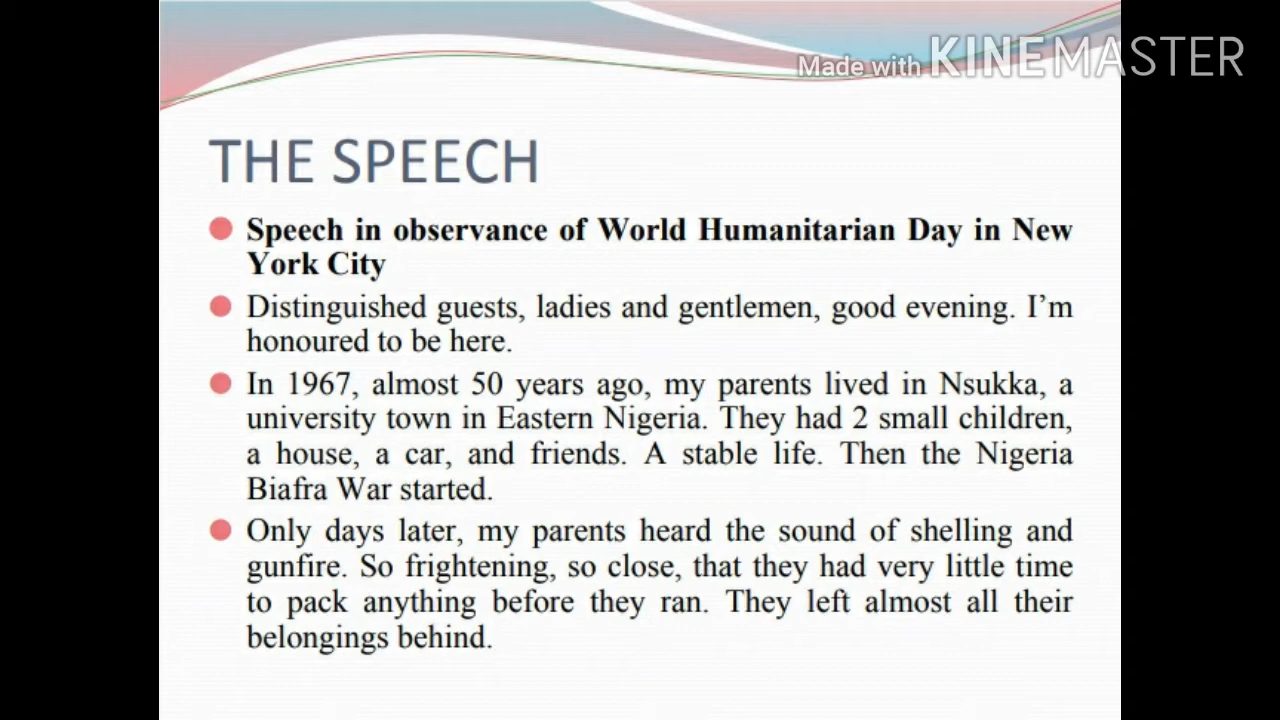 Made with KINEMASTER
THE SPEECH
Speech in observance of World Humanitarian Day in New
York City
Distinguished guests, ladies and gentlemen, good evening. I’m
honoured to be here.
In 1967, almost 50 years ago, my parents lived in Nsukka, a
university town in Eastern Nigeria. They had 2 small children,
a house, a car, and friends. A stable life. Then the Nigeria
Biafra War started.
Only days later, my parents heard the sound of shelling and
gunfire. So frightening, so close, that they had very little time
to pack anything before they ran. They left almost all their
belongings behind.